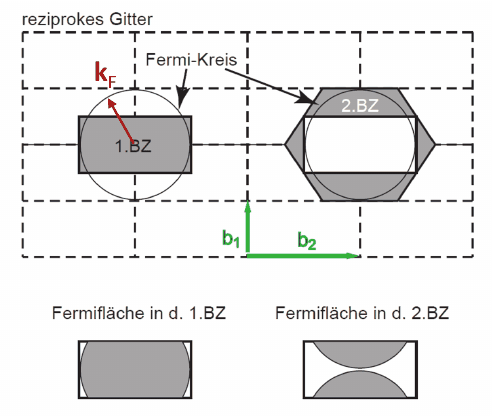 reziprokes Gitter
Fermi-Kreis
kF
1.BZ
2.BZ
b1
b2
Fermifläche in d. 1.BZ
Fermifläche in d. 2.BZ